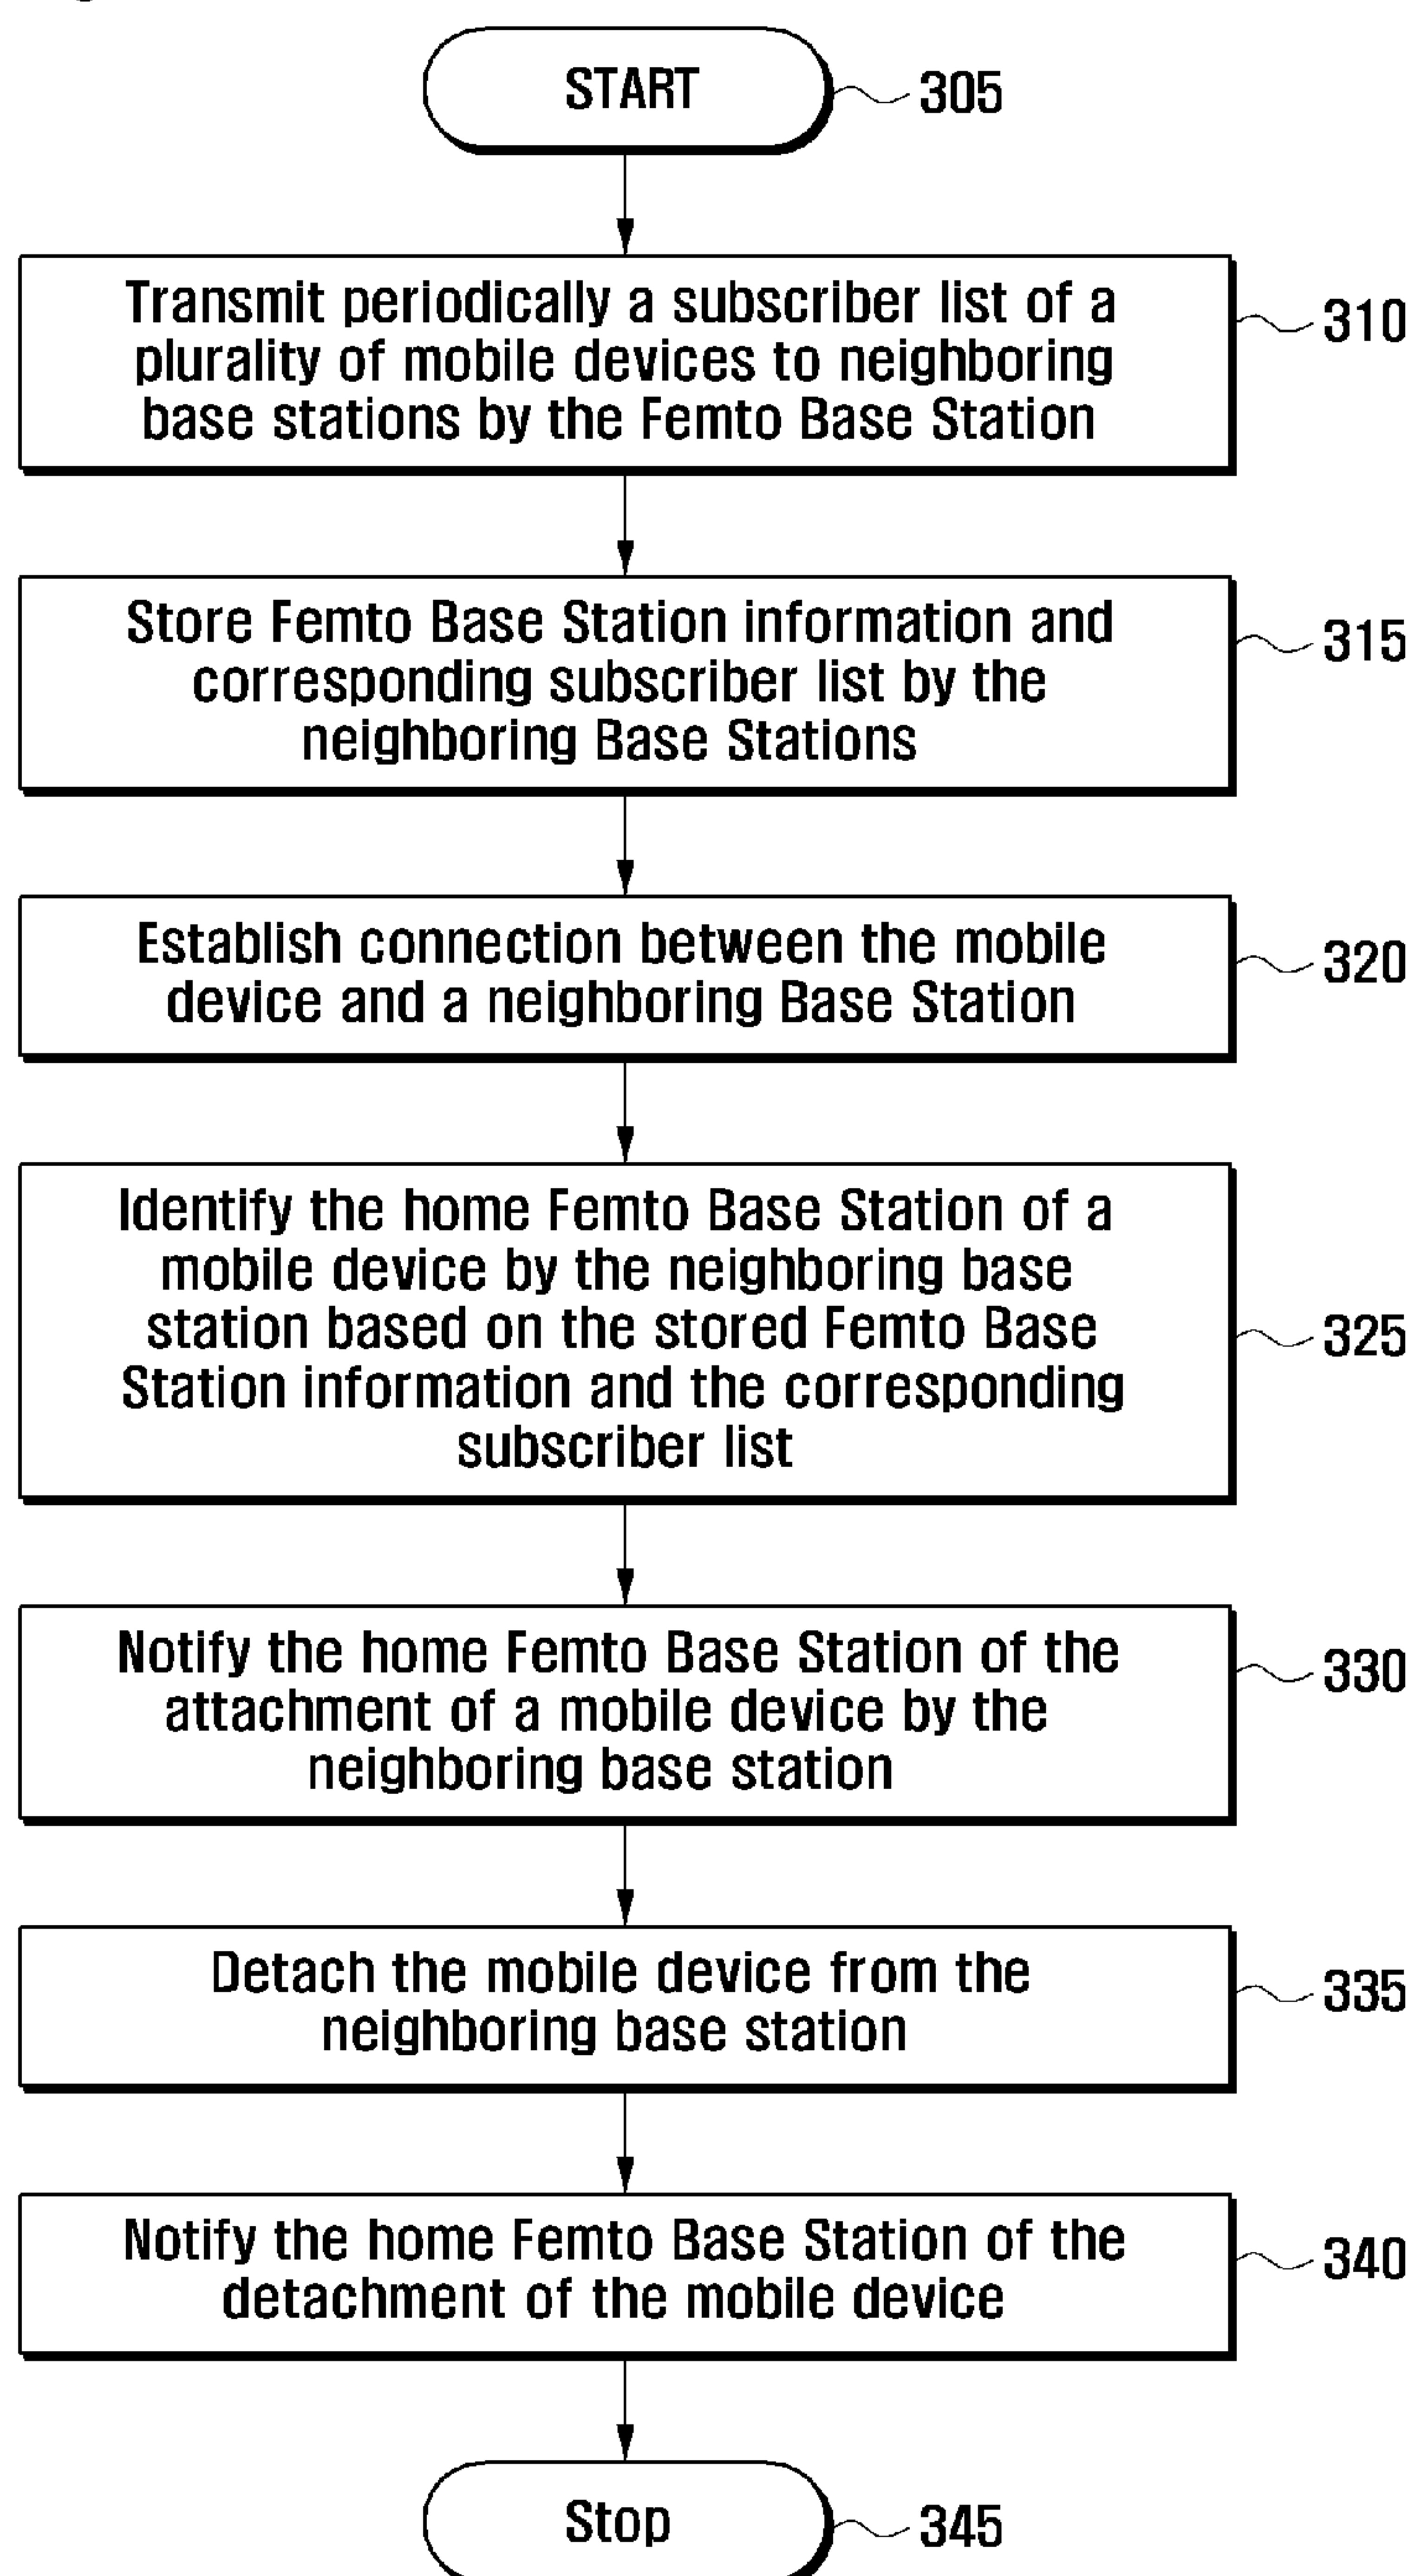 START
305
Transmit periodically a subscriber list of a
plurality of mobile devices to neighboring
base stations by the Femto Base Station
310
Store Femto Base Station information and
corresponding subscriber list by the
neighboring Base Stations
315
Establish connection between the mobile
device and a neighboring Base Station
320
Identify the home Femto Base Station of a
mobile device by the neighboring base
station based on the stored Femto Base
Station information and the corresponding
subscriber list
325
Notify the home Femto Base Station of the
attachment of a mobile device by the
neighboring base station
330
Detach the mobile device from the
neighboring base station
335
Notify the home Femto Base Station of the
detachment of the mobile device
340
Stop
345